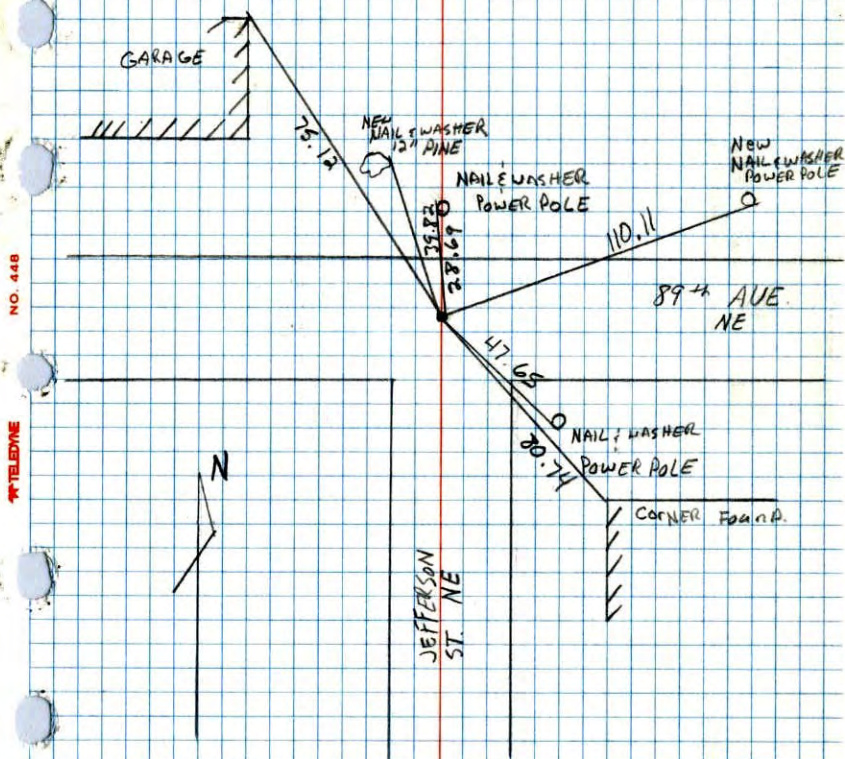 GARAGE
75.12
NEW
NAIL & WASHER
12" PINE
NAIL & WASHER
POWER POLE
39.82
28.69
NEW
NAIL & WASHER
POWER POLE
110.11
89th AVE.
NE
47.65
NAIL & WASHER
POWER POLE
80.74
CORNER FOUND.
N
JEFFERSON
ST. NE
NO. 448
TELEDYNE